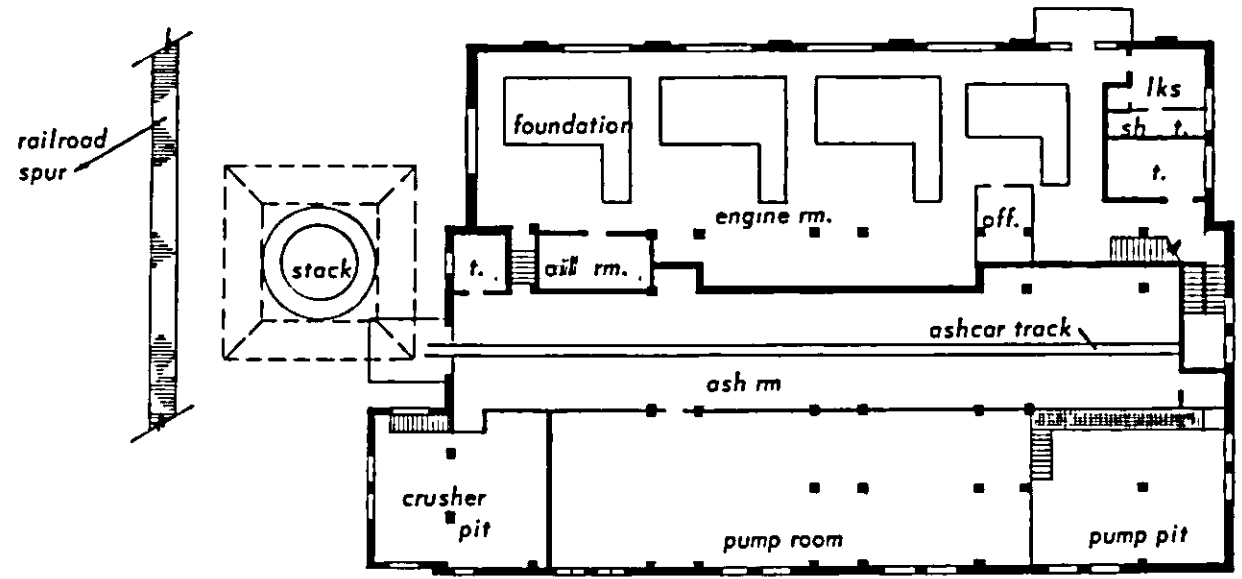 railroad
spur
stack
foundation
engine rm.
off.
lks
sh t.
t.
t.
rm.
ashcar track
ash rm
crusher
pit
pump room
pump pit